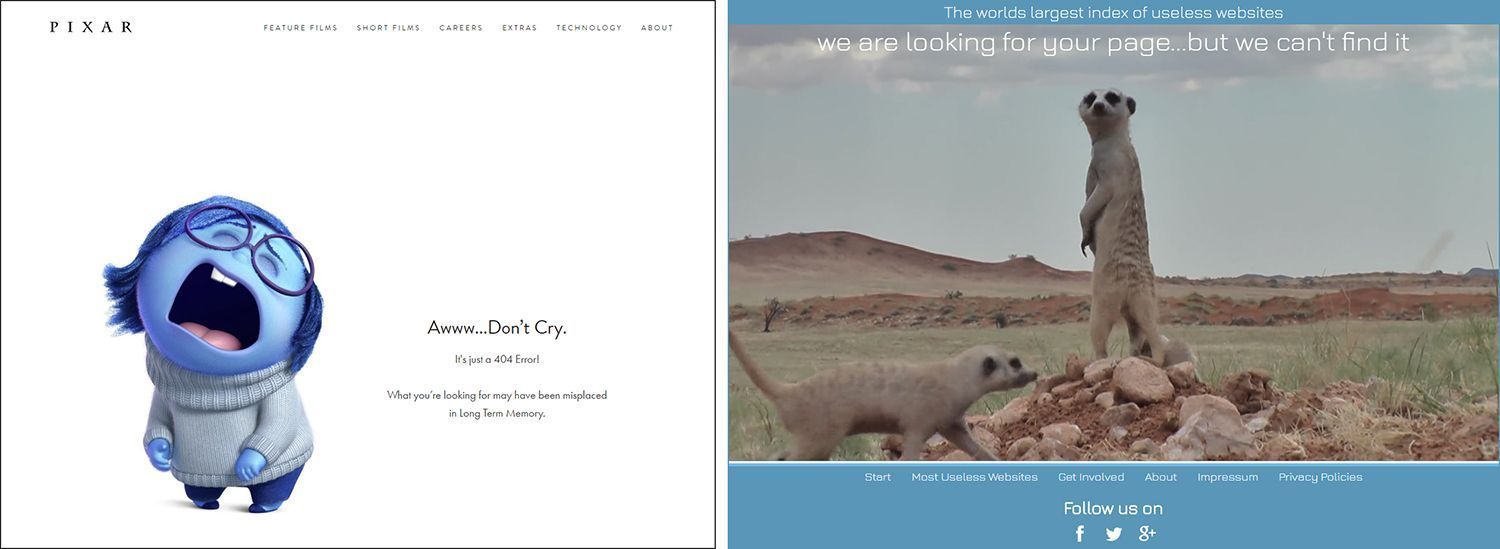 PIXAR
FEATURE FILMS SHORT FILMS CAREERS EXTRAS TECHNOLOGY ABOUT
Awww...Don't Cry.
It's just a 404 Error!
What you're looking for may have been misplaced
in Long Term Memory.
The worlds largest index of useless websites
we are looking for your page...but we can't find it
Start Most Useless Websites Get Involved About Impressum Privacy Policies
Follow us on
f g+